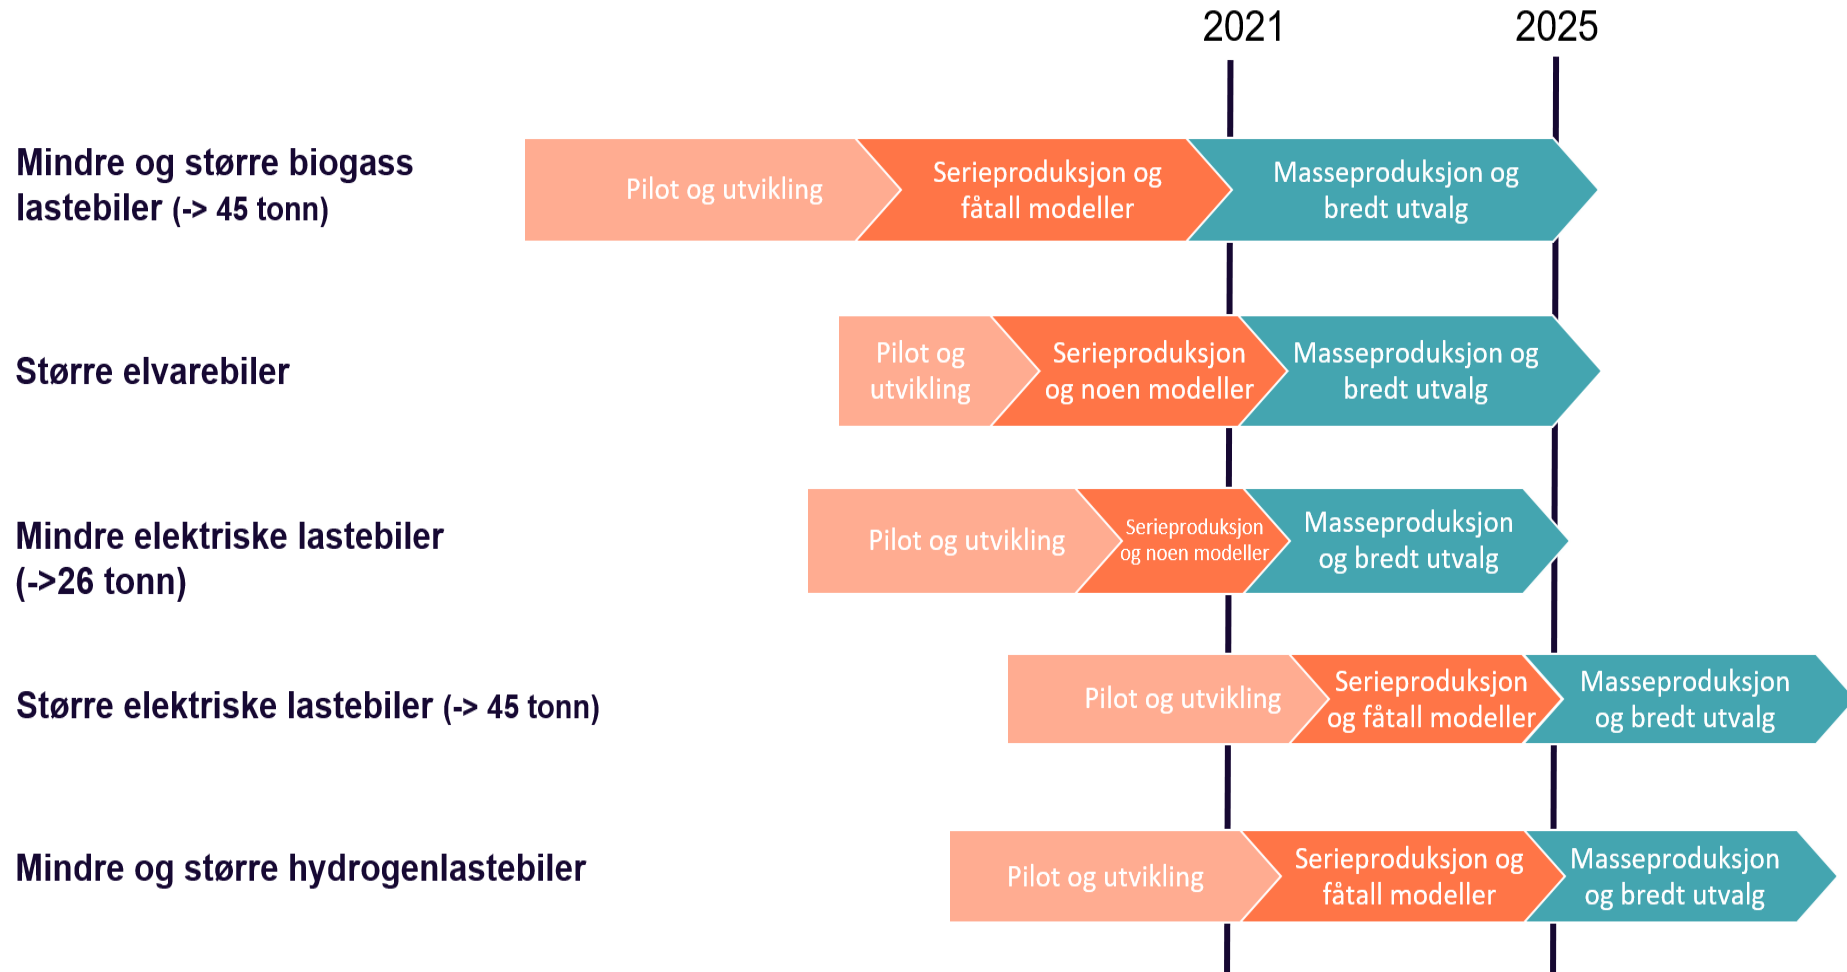 2021
2025
Mindre og større biogass
lastebiler (-> 45 tonn)
Pilot og utvikling
Serieproduksjon og
fåtall modeller
Masseproduksjon og
bredt utvalg
Større elvarebiler
Pilot og
utvikling
Serieproduksjon
og noen modeller
Masseproduksjon og
bredt utvalg
Mindre elektriske lastebiler
(->26 tonn)
Pilot og utvikling
Serieproduksjon
og noen modeller
Masseproduksjon
og bredt utvalg
Større elektriske lastebiler (-> 45 tonn)
Pilot og utvikling
Serieproduksjon
og fåtall modeller
Masseproduksjon
og bredt utvalg
Mindre og større hydrogenlastebiler
Pilot og utvikling
Serieproduksjon og
fåtall modeller
Masseproduksjon
og bredt utvalg